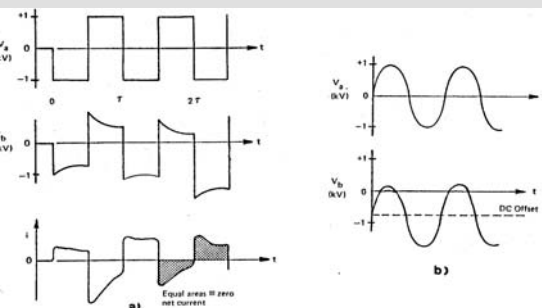 +1
Va
(kV)
0
t
-1
0
τ
2τ
0
t
-1
i
0
t
Equal areas = zero
net current
a)
+1
Va
(kV)
0
t
-1
+1
Vb
(kV)
0
t
DC Offset
-1
b)